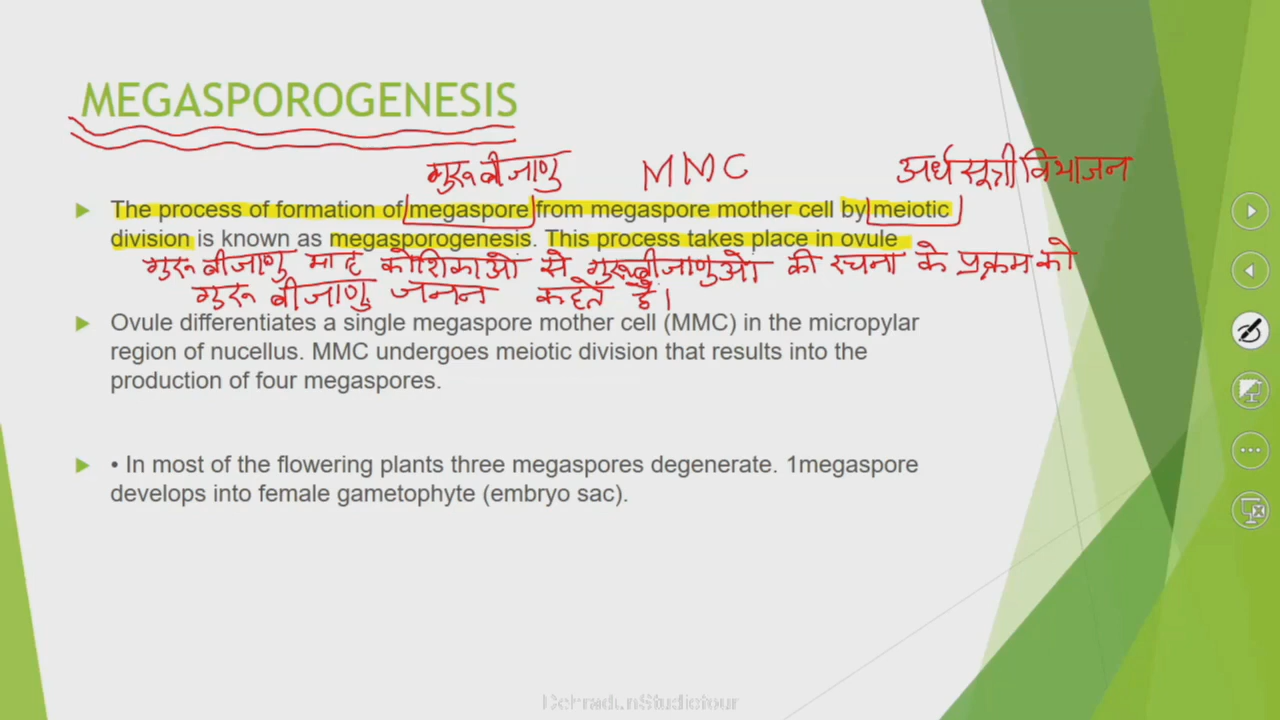 MEGASPOROGENESIS
गुरू बीजाणु MMC अर्धसूत्री विभाजन
The process of formation of megaspore from megaspore mother cell by meiotic
division is known as megasporogenesis. This process takes place in ovule
गुरू बीजाणु मातृ कोशिकाओ से गुरूबीजाणुओ की रचना के प्रक्रम को
गुरू बीजाणु जनन कहते है।
Ovule differentiates a single megaspore mother cell (MMC) in the micropylar
region of nucellus. MMC undergoes meiotic division that results into the
production of four megaspores.
• In most of the flowering plants three megaspores degenerate. 1megaspore
develops into female gametophyte (embryo sac).